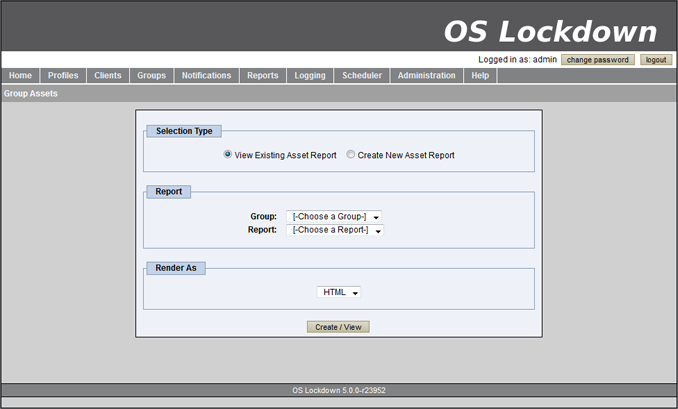 OS Lockdown
Logged in as: admin change password logout
Home Profiles Clients Groups Notifications Reports Logging Scheduler Administration Help
Group Assets
Selection Type
View Existing Asset Report Create New Asset Report
Report
Group: [-Choose a Group-]
Report: [-Choose a Report-]
Render As
HTML
Create / View
OS Lockdown 5.0.0-r23952